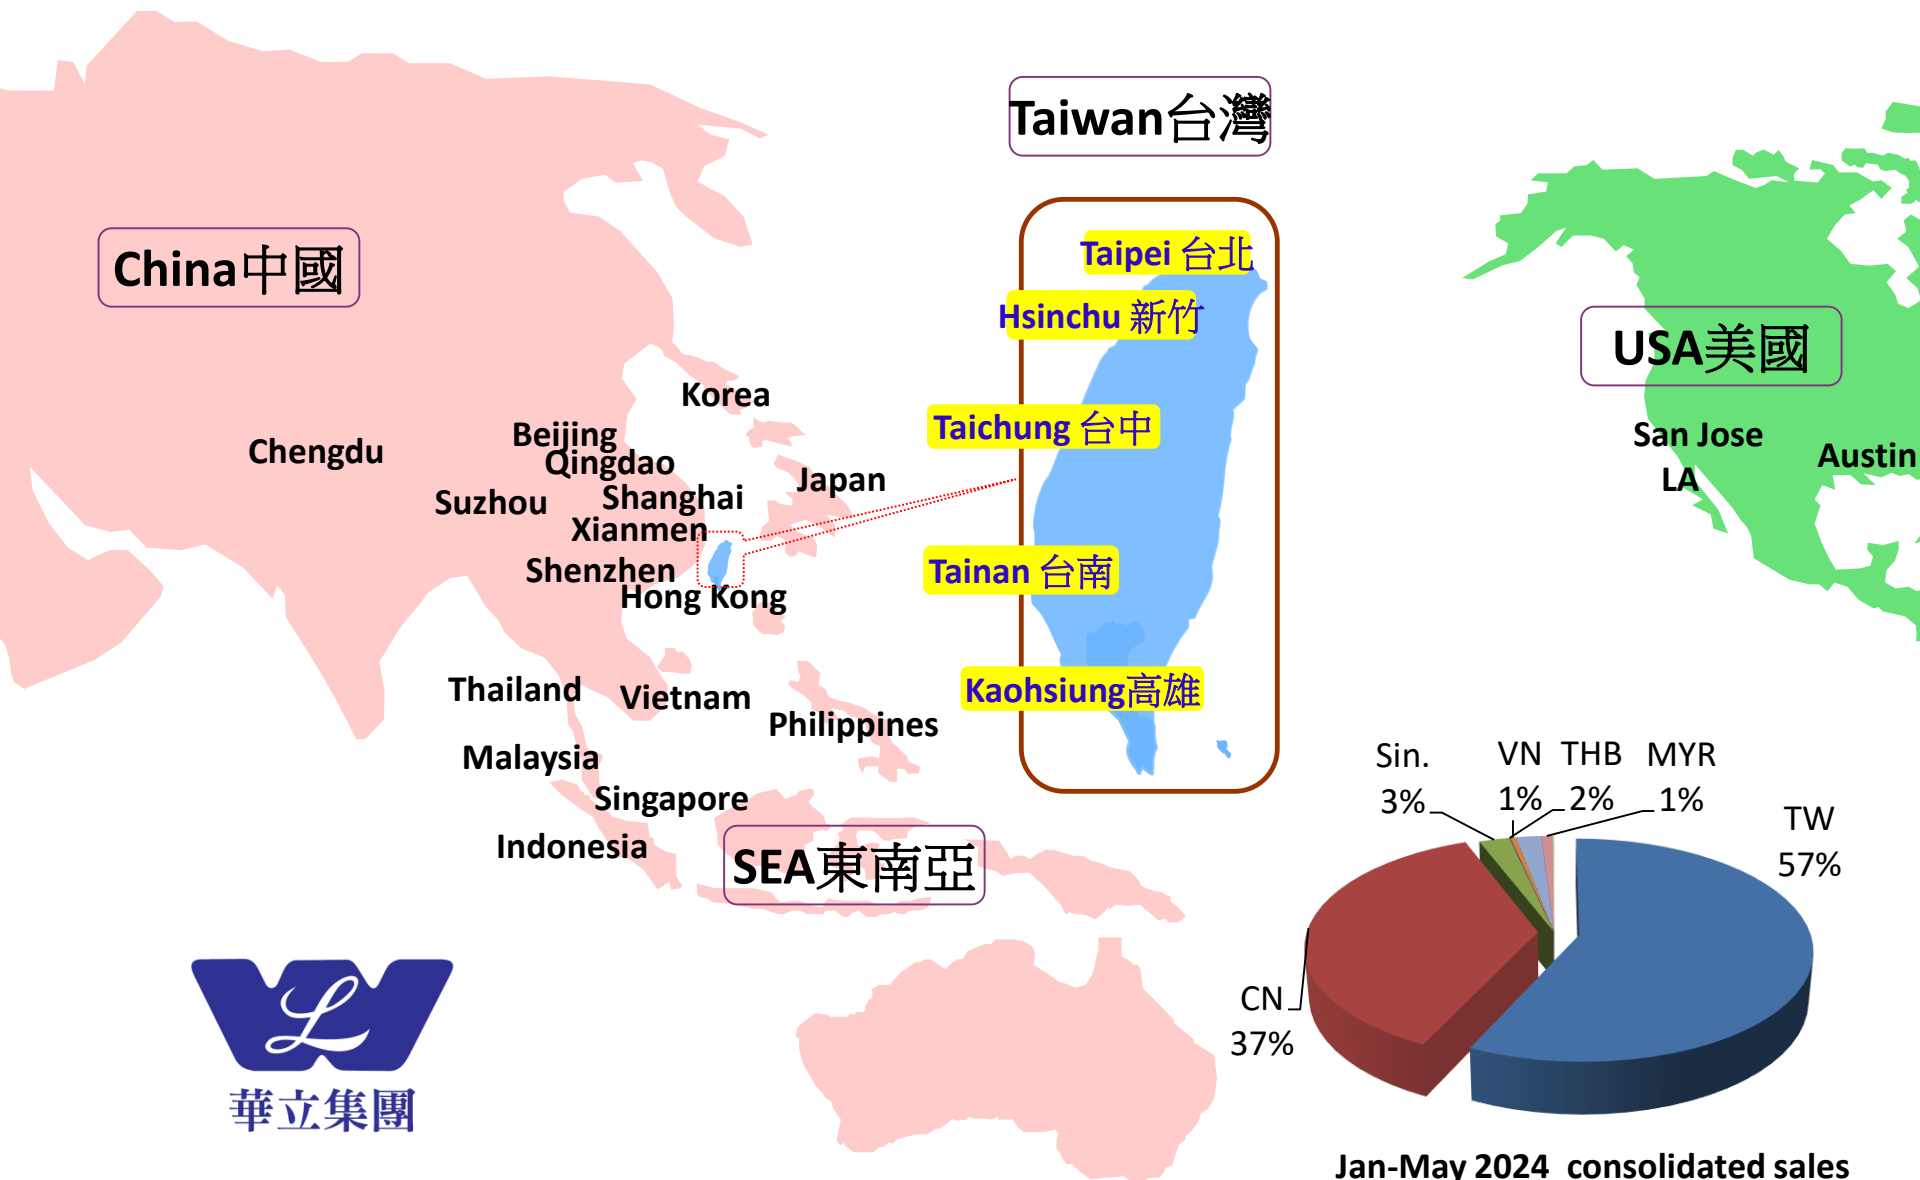 Taiwan台灣
China中國
Taipei 台北
Hsinchu 新竹
USA美國
Korea
Taichung 台中
Beijing
San Jose
Chengdu
Qingdao
Austin
Japan
LA
Shanghai
Suzhou
Xianmen
Shenzhen
Tainan 台南
Hong Kong
Thailand
Vietnam
Kaohsiung高雄
Philippines
Malaysia
Singapore
Indonesia
SEA東南亞
Sin.
3%
VN
1%
THB
2%
MYR
1%
TW
57%
CN
37%
L
華立集團
Jan-May 2024 consolidated sales